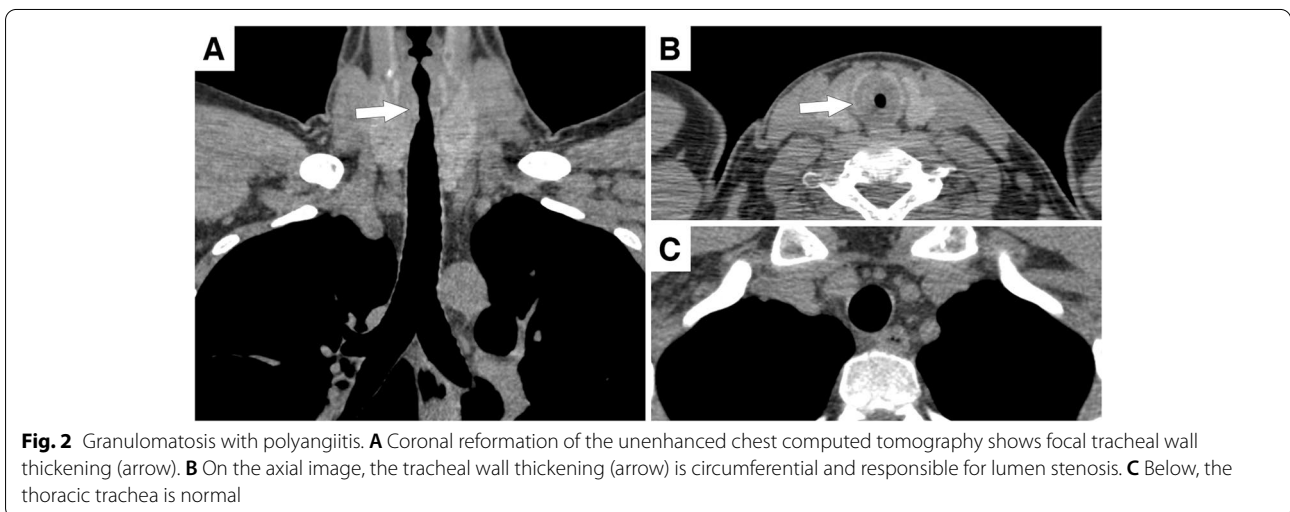 A
B
C
Fig. 2 Granulomatosis with polyangiitis. A Coronal reformation of the unenhanced chest computed tomography shows focal tracheal wall
thickening (arrow). B On the axial image, the tracheal wall thickening (arrow) is circumferential and responsible for lumen stenosis. C Below, the
thoracic trachea is normal